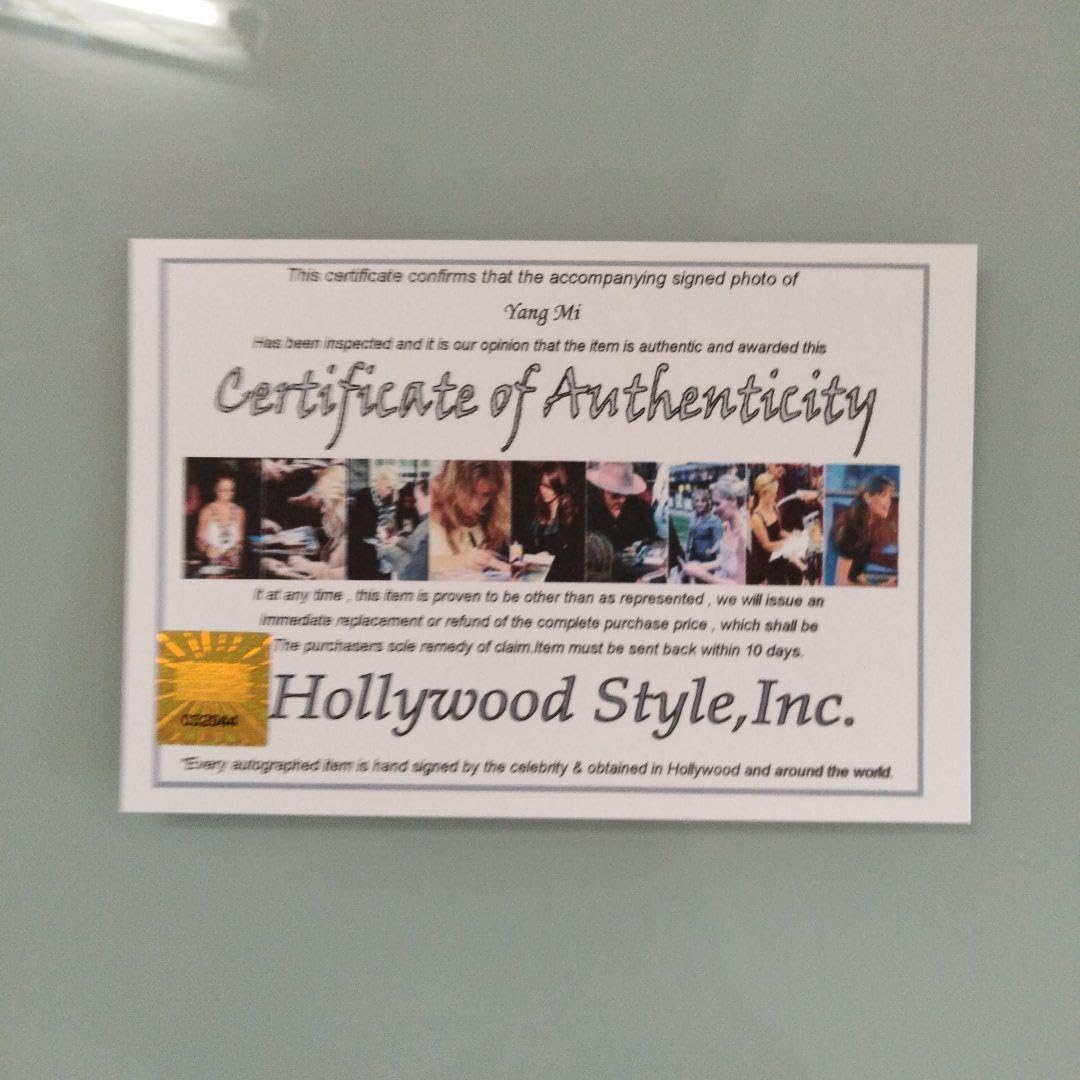 This certificate confirms that the accompanying signed photo of
Yang Mi
Has been inspected and it is our opinion that the item is authentic and awarded this
Certificate of Authenticity
If at any time , this item is proven to be other than as represented , we will issue an
immediate replacement or refund of the complete purchase price , which shall be
The purchasers sole remedy of claim.Item must be sent back within 10 days.
Hollywood Style,Inc.
"Every autographed item is hand signed by the celebrity & obtained in Hollywood and around the world.